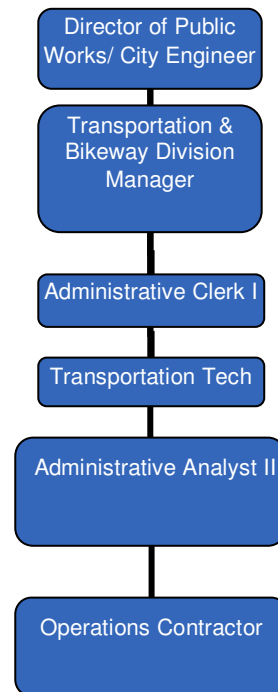 Director of Public
Works/ City Engineer
Transportation &
Bikeway Division
Manager
Administrative Clerk I
Transportation Tech
Administrative Analyst II
Operations Contractor